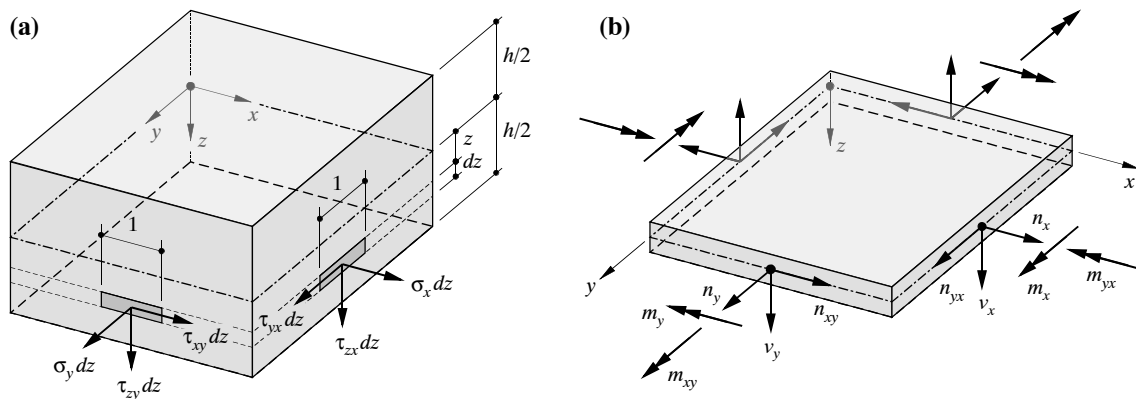 (a)
h/2
h/2
x
y
z
z
dz
1
1
σx dz
τyx dz
τzx dz
τxy dz
σy dz
τzy dz
(b)
z
x
y
nx
nyx
vx
mx
myx
ny
nxy
my
vy
mxy